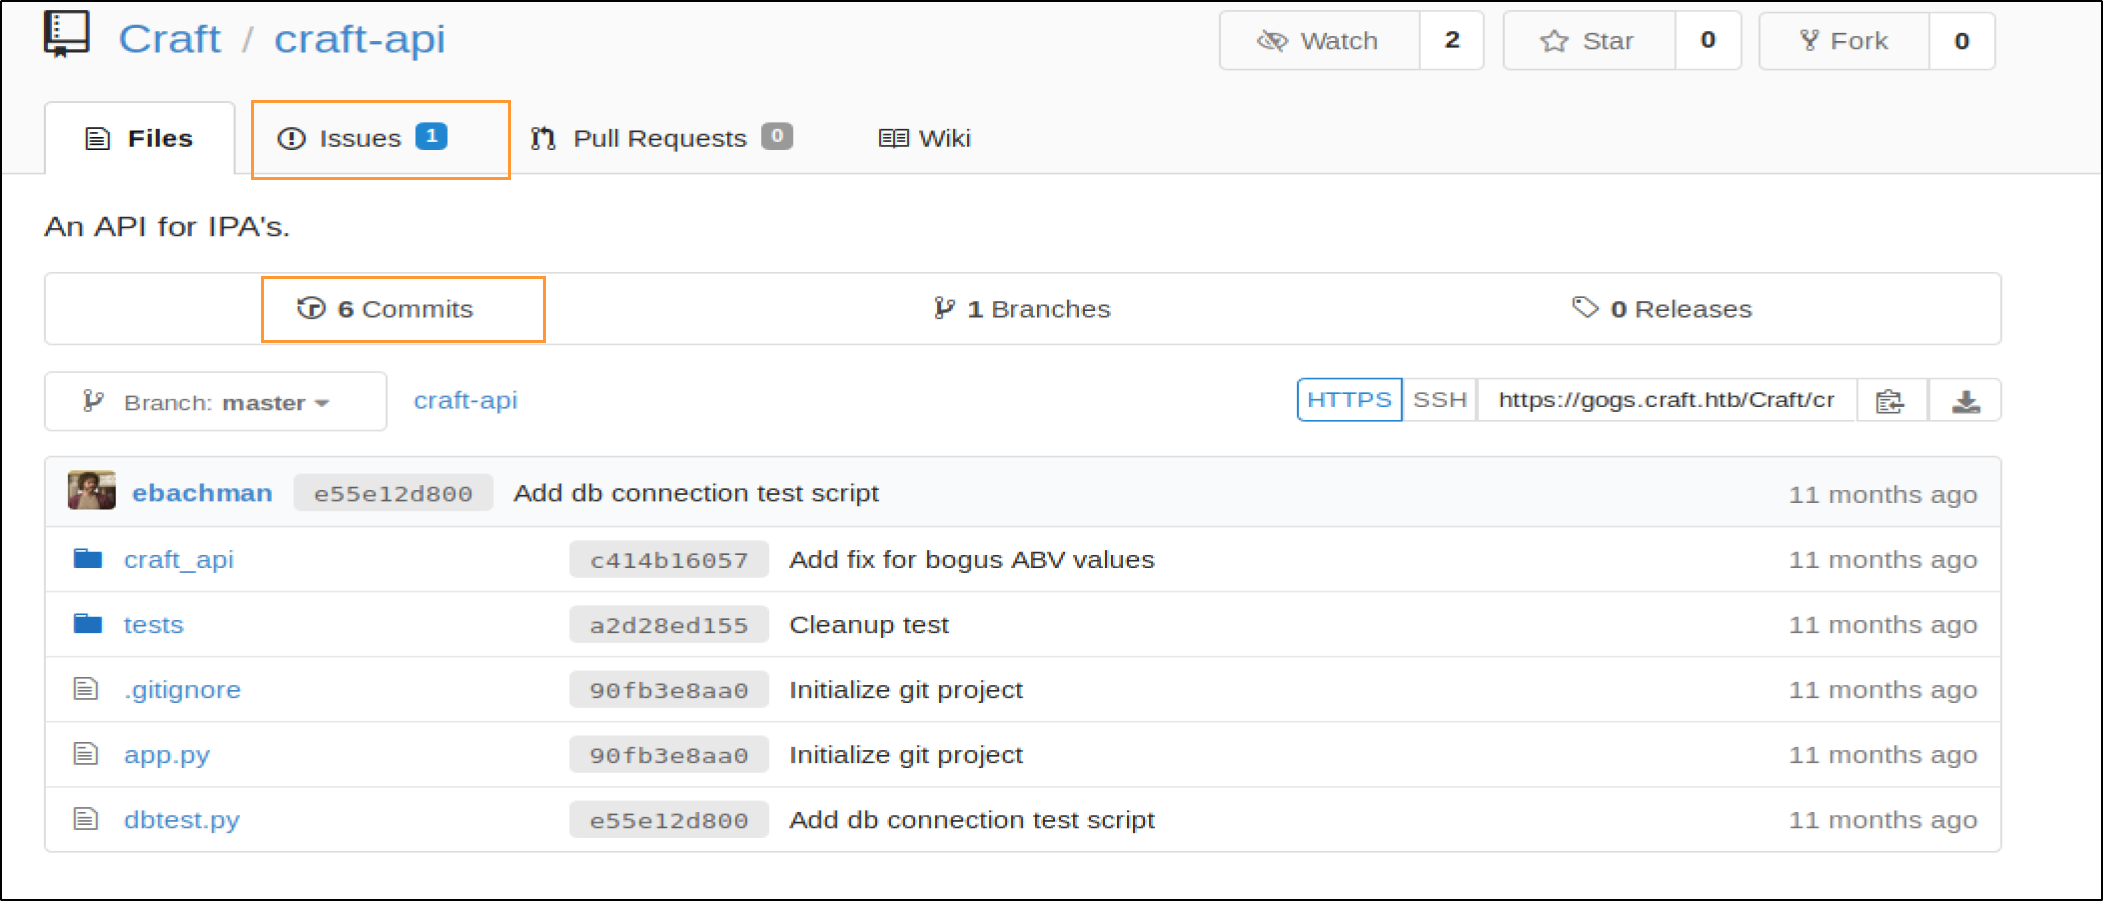 Craft / craft-api
Watch 2 Star 0 Fork 0
Files Issues 1 Pull Requests 0 Wiki
An API for IPA's.
6 Commits 1 Branches 0 Releases
Branch: master craft-api HTTPS SSH https://gogs.craft.htb/Craft/cr
ebachman e55e12d800 Add db connection test script 11 months ago
craft_api c414b16057 Add fix for bogus ABV values 11 months ago
tests a2d28ed155 Cleanup test 11 months ago
.gitignore 90fb3e8aa0 Initialize git project 11 months ago
app.py 90fb3e8aa0 Initialize git project 11 months ago
dbtest.py e55e12d800 Add db connection test script 11 months ago